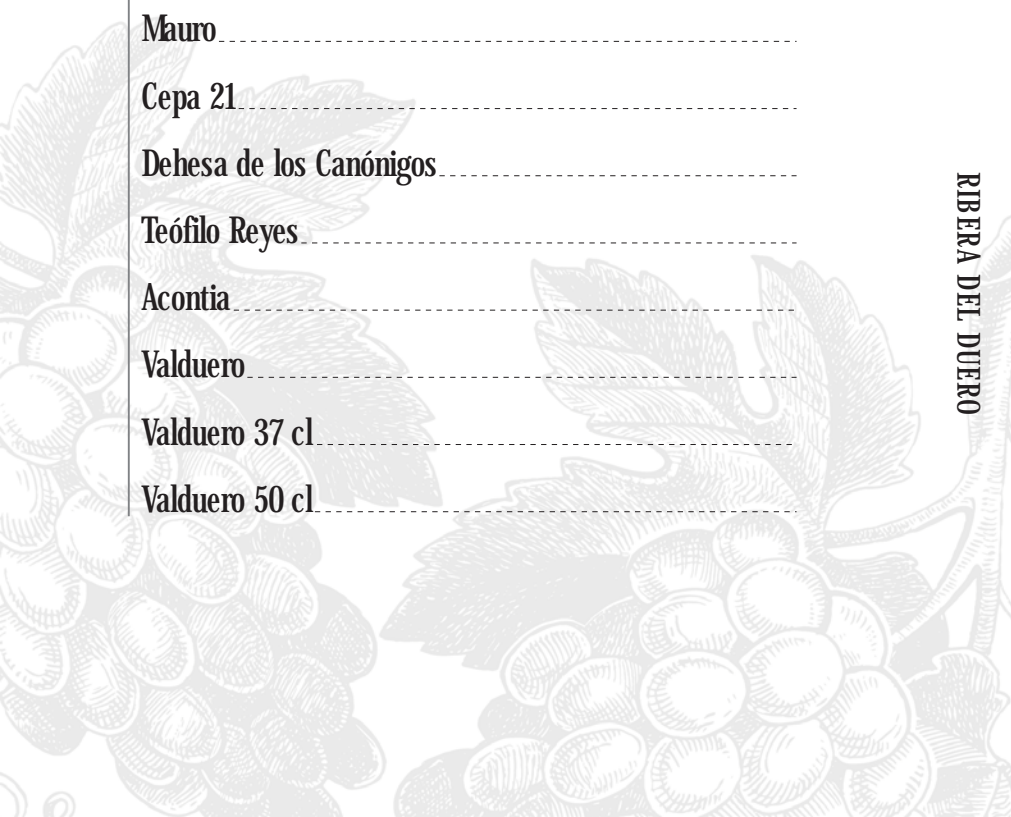 Mauro
Cepa 21
Dehesa de los Canónigos
Teófilo Reyes
Acontia
Valduero
Valduero 37 cl
Valduero 50 cl
RIBERA DEL DUERO